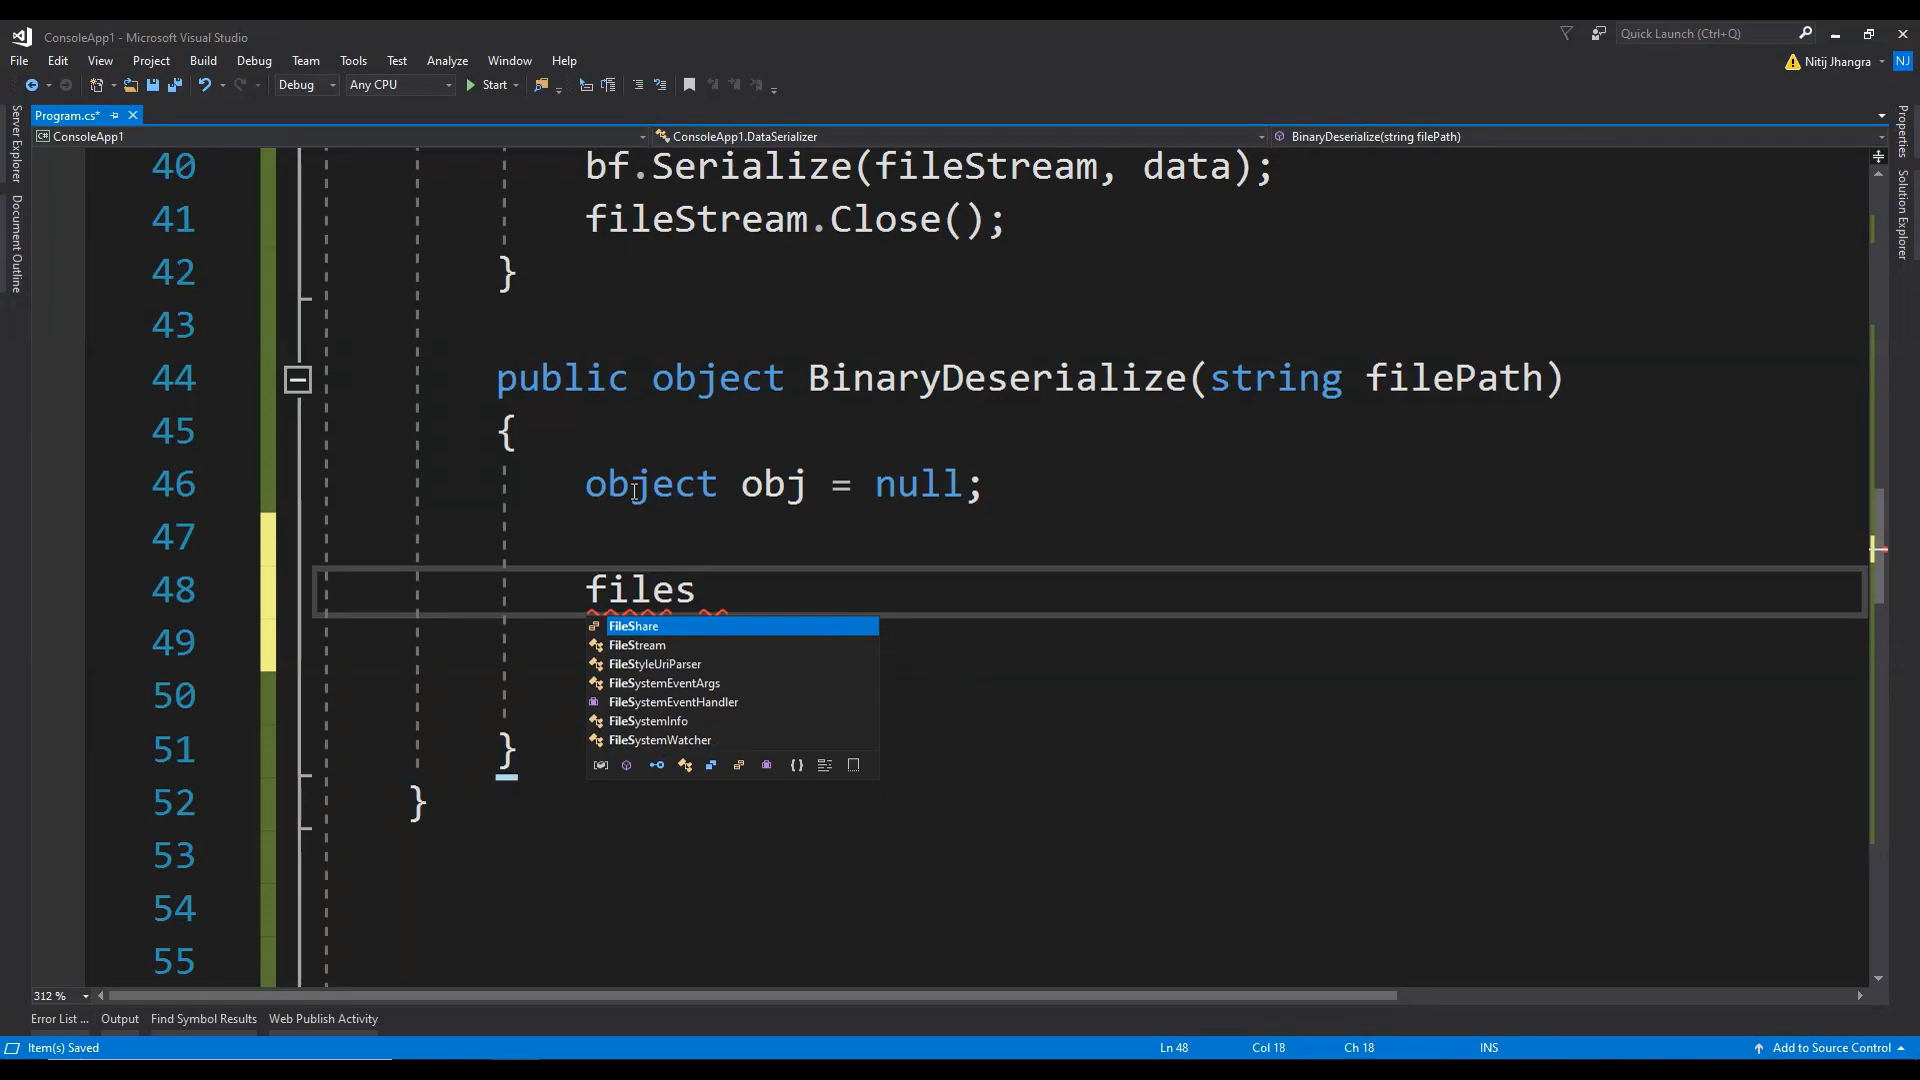 ConsoleApp1 - Microsoft Visual Studio
Quick Launch (Ctrl+Q)
File Edit View Project Build Debug Team Tools Test Analyze Window Help
Nitij Jhangra NJ
Debug Any CPU Start
Program.cs*
ConsoleApp1 ConsoleApp1.DataSerializer BinaryDeserialize(string filePath)
Server Explorer
Document Outline
Properties
Solution Explorer
40 bf.Serialize(fileStream, data);
41 fileStream.Close();
42 }
43
44 public object BinaryDeserialize(string filePath)
45 {
46 object obj = null;
47
48 files
FileShare
49 FileStream
FileStyleUriParser
FileSystemEventArgs
50 FileSystemEventHandler
FileSystemInfo
FileSystemWatcher
51 }
52 }
53
54
55
312 %
Error List ... Output Find Symbol Results Web Publish Activity
Item(s) Saved Ln 48 Col 18 Ch 18 INS Add to Source Control